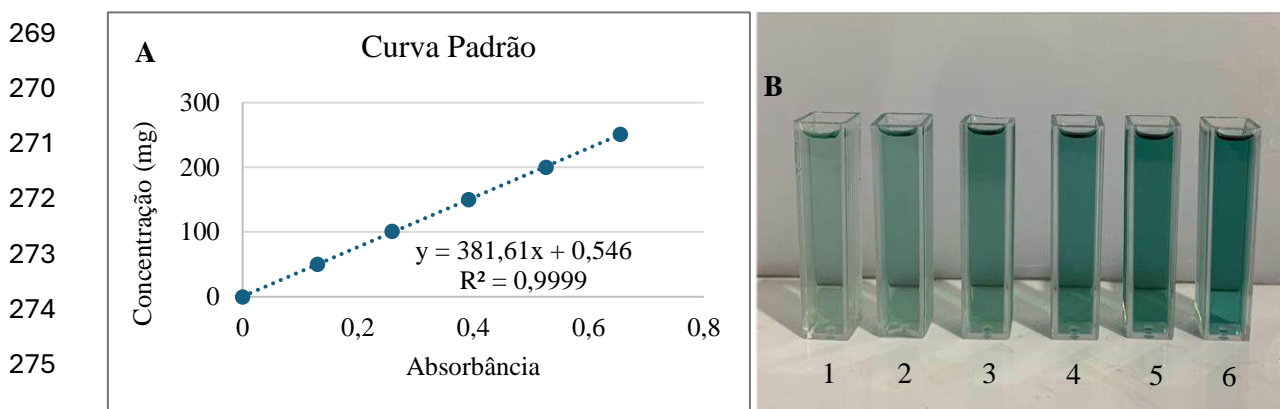 269
270
271
272
273
274
275
A
Curva Padrão
Concentração (mg)
300
200
100
0
y = 381,61x + 0,546
R² = 0,9999
0 0,2 0,4 0,6 0,8
Absorbância
B
1 2 3 4 5 6